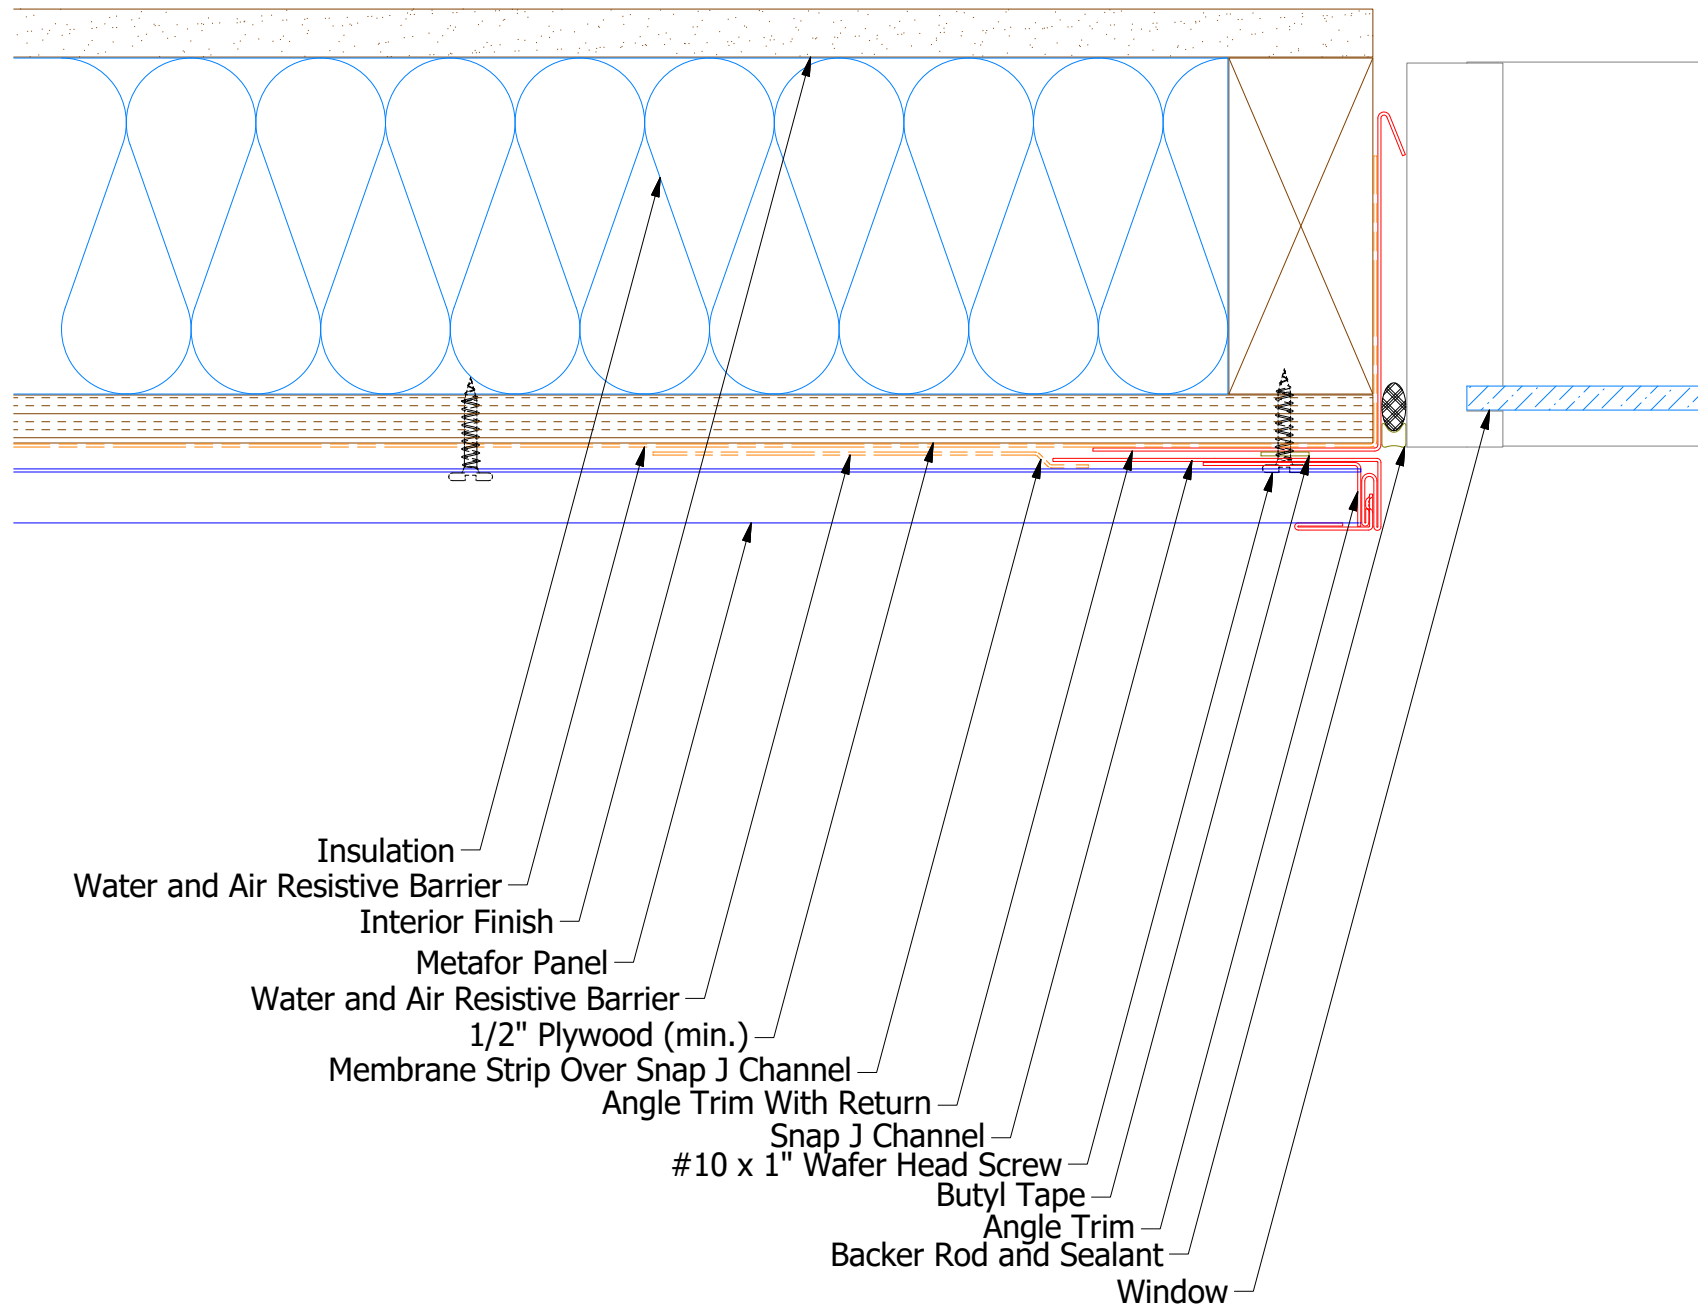 Insulation
Water and Air Resistive Barrier
Interior Finish
Metafor Panel
Water and Air Resistive Barrier
1/2" Plywood (min.)
Membrane Strip Over Snap J Channel
Angle Trim With Return
Snap J Channel
#10 x 1" Wafer Head Screw
Butyl Tape
Angle Trim
Backer Rod and Sealant
Window